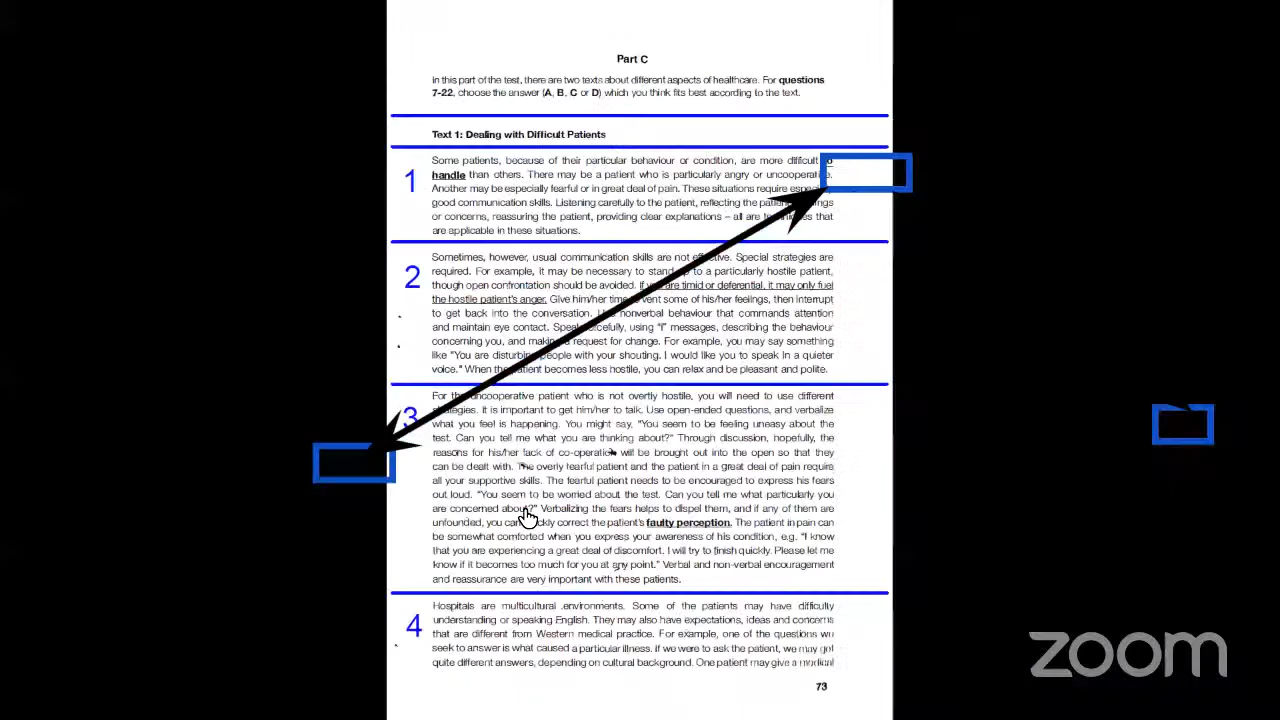 Part C
in this part of the test, there are two texts about different aspects of healthcare. For questions
7-22, choose the answer (A, B, C or D) which you think fits best according to the text.
Text 1: Dealing with Difficult Patients
1
Some patients, because of their particular behaviour or condition, are more difficult to
handle than others. There may be a patient who is particularly angry or uncooperative.
Another may be especially fearful or in great deal of pain. These situations require especially
good communication skills. Listening carefully to the patient, reflecting the patient's feelings
or concerns, reassuring the patient, providing clear explanations – all are techniques that
are applicable in these situations.
2
Sometimes, however, usual communication skills are not effective. Special strategies are
required. For example, it may be necessary to stand up to a particularly hostile patient,
though open confrontation should be avoided. If you are timid or deferential, it may only fuel
the hostile patient's anger. Give him/her time to vent some of his/her feelings, then interrupt
to get back into the conversation. Use nonverbal behaviour that commands attention
and maintain eye contact. Speak forcefully, using "I" messages, describing the behaviour
concerning you, and making a request for change. For example, you may say something
like "You are disturbing people with your shouting. I would like you to speak in a quieter
voice." When the patient becomes less hostile, you can relax and be pleasant and polite.
3
For the uncooperative patient who is not overtly hostile, you will need to use different
strategies. it is important to get him/her to talk. Use open-ended questions, and verbalize
what you feel is happening. You might say, "You seem to be feeling uneasy about the
test. Can you tell me what you are thinking about?" Through discussion, hopefully, the
reasons for his/her lack of co-operation will be brought out into the open so that they
can be dealt with. The overly tearful patient and the patient in a great deal of pain require
all your supportive skills. The fearful patient needs to be encouraged to express his fears
out loud. "You seem to be worried about the test. Can you tell me what particularly you
are concerned about?" Verbalizing the fears helps to dispel them, and if any of them are
unfounded, you can quickly correct the patient's faulty perception. The patient in pain can
be somewhat comforted when you express your awareness of his condition, e.g. "I know
that you are experiencing a great deal of discomfort. I will try to finish quickly. Please let me
know if it becomes too much for you at any point." Verbal and non-verbal encouragement
and reassurance are very important with these patients.
4
Hospitals are multicultural environments. Some of the patients may have difficulty
understanding or speaking English. They may also have expectations, ideas and concerns
that are different from Western medical practice. For example, one of the questions we
seek to answer is what caused a particular illness. if we were to ask the patient, we may get
quite different answers, depending on cultural background. One patient may give a medical
73
zoom